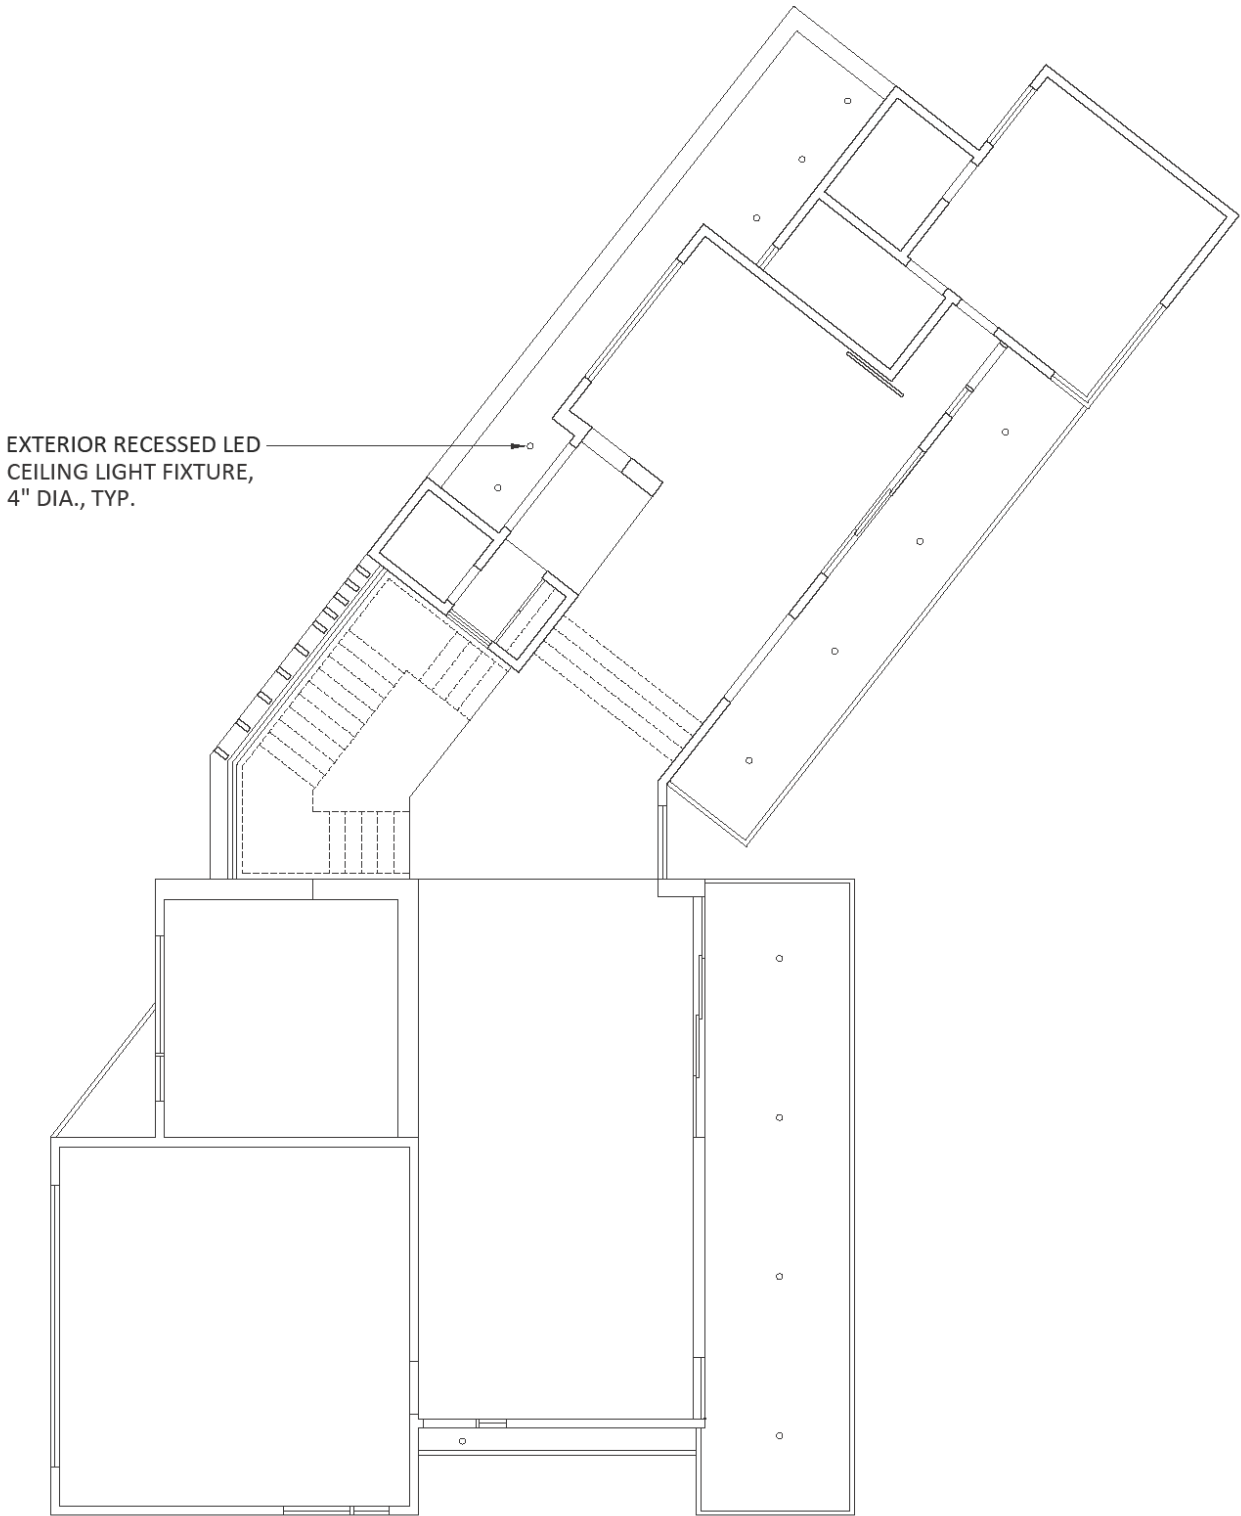 EXTERIOR RECESSED LED
CEILING LIGHT FIXTURE,
4" DIA., TYP.